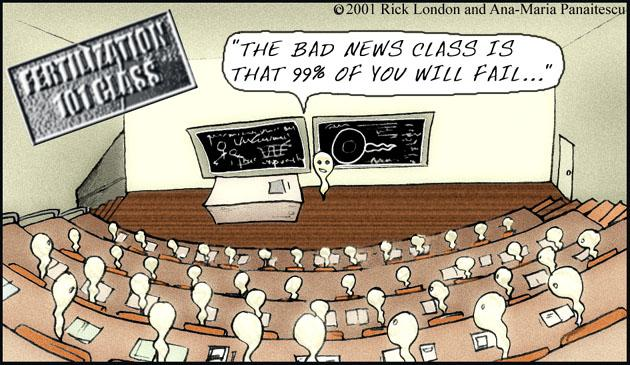 ©2001 Rick London and Ana-Maria Panaitescu
FERTILIZATION
101 CLASS
"THE BAD NEWS CLASS IS
THAT 99% OF YOU WILL FAIL..."